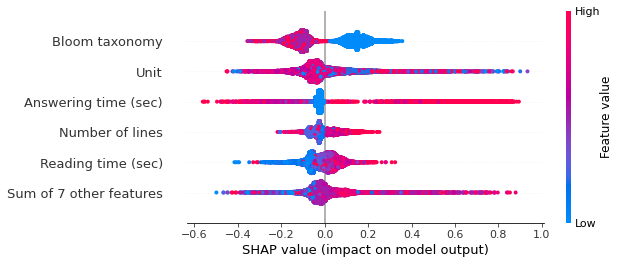 High
Bloom taxonomy
Unit
Answering time (sec)
Number of lines
Reading time (sec)
Sum of 7 other features
Feature value
Low
−0.6 −0.4 −0.2 0.0 0.2 0.4 0.6 0.8 1.0
SHAP value (impact on model output)